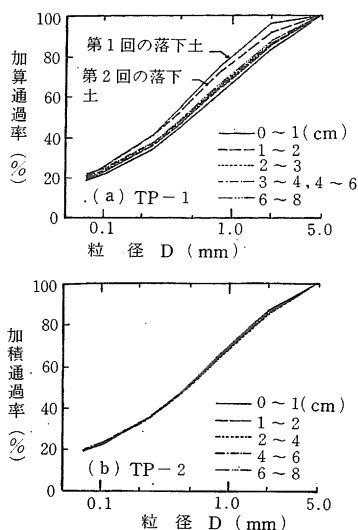 100
80
60
40
20
0
加算通過率
(%)
第1回の落下土
第2回の落下
土
0~1(cm)
1~2
2~3
3~4, 4~6
6~8
(a) TP-1
0.1
1.0
5.0
粒 径 D (mm)
100
80
60
40
20
0
加積通過率
(%)
0~1(cm)
1~2
2~4
4~6
6~8
(b) TP-2
0.1
1.0
5.0
粒 径 D (mm)